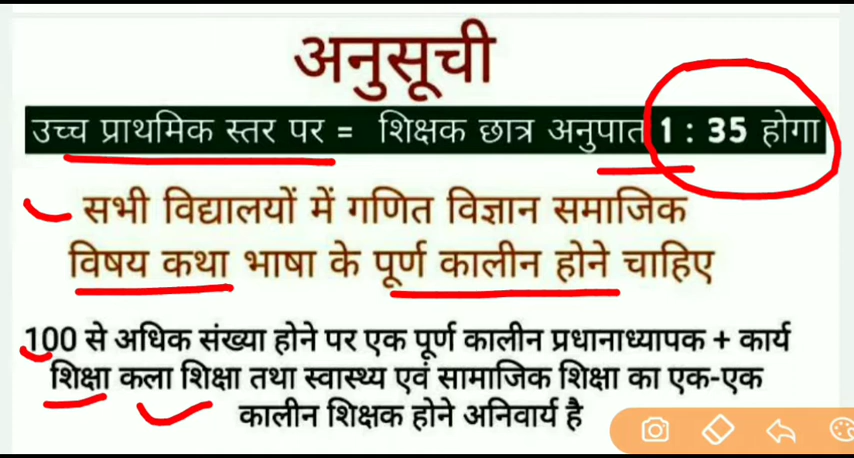 अनुसूची
उच्च प्राथमिक स्तर पर = शिक्षक छात्र अनुपात 1 : 35 होगा
सभी विद्यालयों में गणित विज्ञान समाजिक
विषय कथा भाषा के पूर्ण कालीन होने चाहिए
100 से अधिक संख्या होने पर एक पूर्ण कालीन प्रधानाध्यापक + कार्य
शिक्षा कला शिक्षा तथा स्वास्थ्य एवं सामाजिक शिक्षा का एक-एक
कालीन शिक्षक होने अनिवार्य है